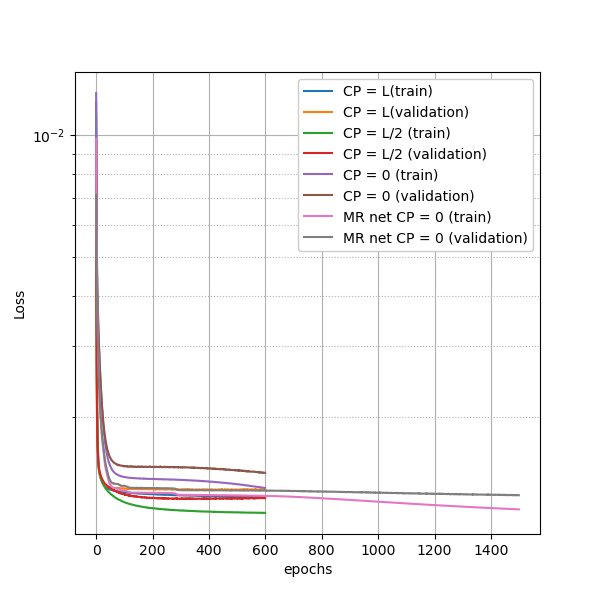 10⁻²
Loss
CP = L(train)
CP = L(validation)
CP = L/2 (train)
CP = L/2 (validation)
CP = 0 (train)
CP = 0 (validation)
MR net CP = 0 (train)
MR net CP = 0 (validation)
0 200 400 600 800 1000 1200 1400
epochs